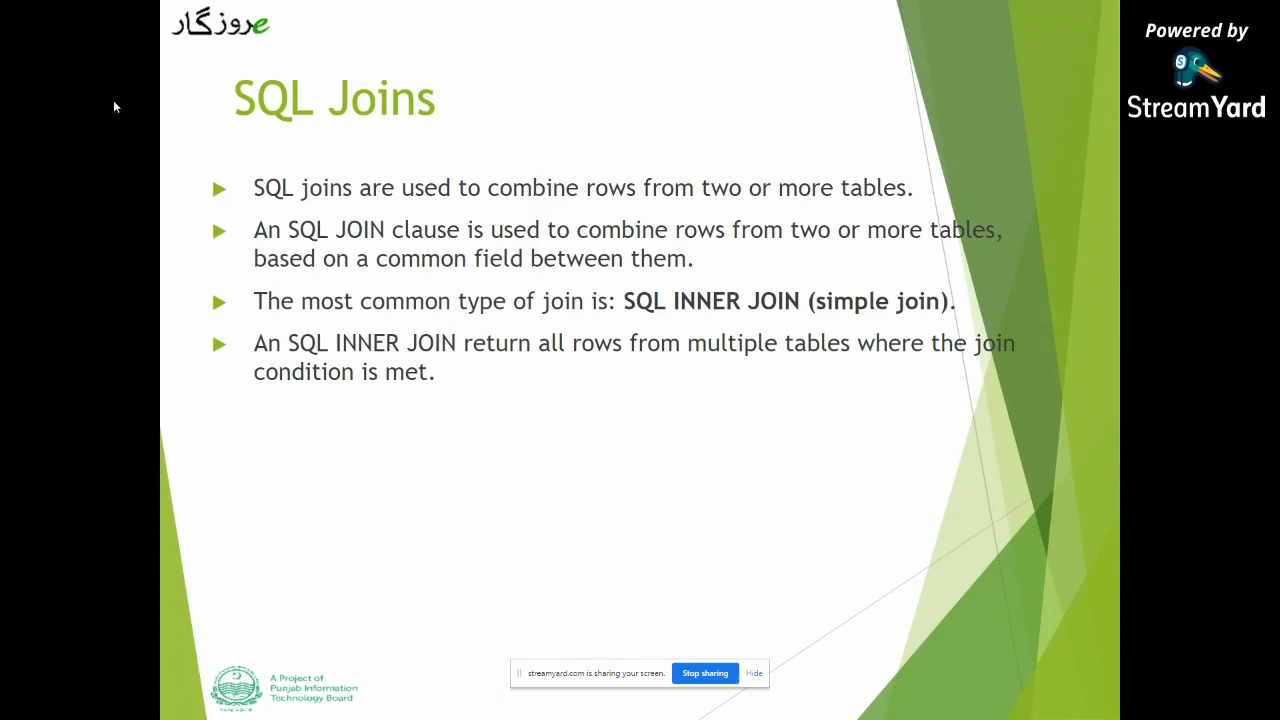 eروزگار
Powered by
StreamYard
SQL Joins
SQL joins are used to combine rows from two or more tables.
An SQL JOIN clause is used to combine rows from two or more tables,
based on a common field between them.
The most common type of join is: SQL INNER JOIN (simple join).
An SQL INNER JOIN return all rows from multiple tables where the join
condition is met.
A Project of
Punjab Information
Technology Board
streamyard.com is sharing your screen.
Stop sharing
Hide